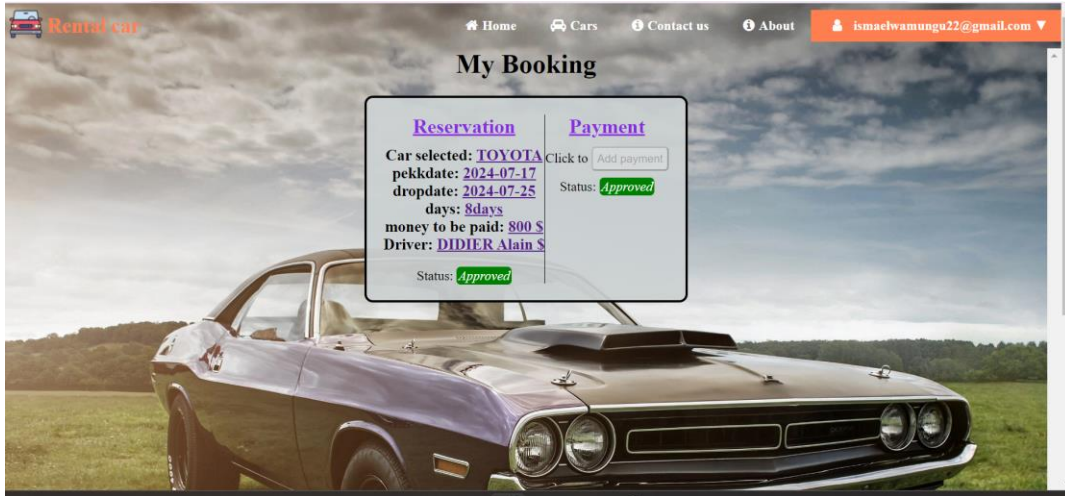 Rental car
Home
Cars
Contact us
About
ismaelwamungu22@gmail.com ▼
My Booking
Reservation
Car selected: TOYOTA
pekkdate: 2024-07-17
dropdate: 2024-07-25
days: 8days
money to be paid: 800 $
Driver: DIDIER Alain $
Status: Approved
Payment
Click to Add payment
Status: Approved